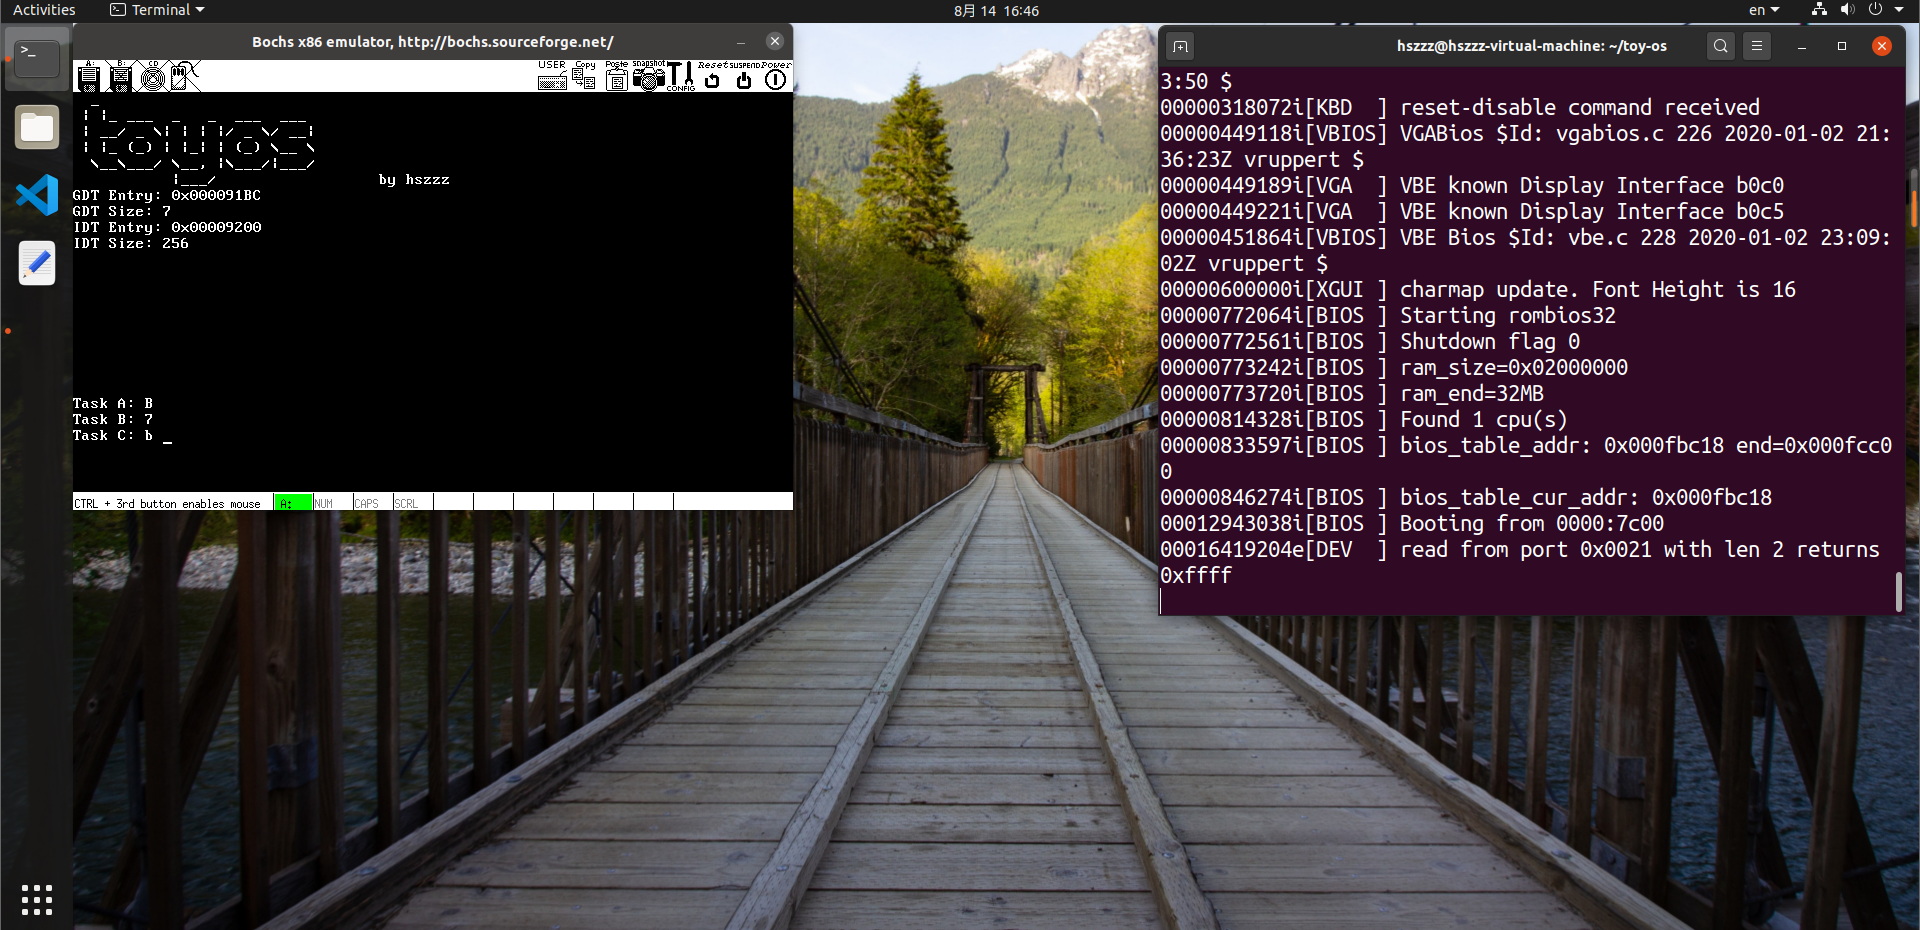 Activities
Terminal
8月 14 16:46
en
Bochs x86 emulator, http://bochs.sourceforge.net/
A: B: CD
USER Copy Paste snapshot CONFIG Reset SUSPEND Power
by hszzz
GDT Entry: 0x000091BC
GDT Size: 7
IDT Entry: 0x00009200
IDT Size: 256
Task A: B
Task B: 7
Task C: b _
CTRL + 3rd button enables mouse A: NUM CAPS SCRL
hszzz@hszzz-virtual-machine: ~/toy-os
3:50 $
00000318072i[KBD  ] reset-disable command received
00000449118i[VBIOS] VGABios $Id: vgabios.c 226 2020-01-02 21:
36:23Z vruppert $
00000449189i[VGA  ] VBE known Display Interface b0c0
00000449221i[VGA  ] VBE known Display Interface b0c5
00000451864i[VBIOS] VBE Bios $Id: vbe.c 228 2020-01-02 23:09:
02Z vruppert $
00000600000i[XGUI ] charmap update. Font Height is 16
00000772064i[BIOS ] Starting rombios32
00000772561i[BIOS ] Shutdown flag 0
00000773242i[BIOS ] ram_size=0x02000000
00000773720i[BIOS ] ram_end=32MB
00000814328i[BIOS ] Found 1 cpu(s)
00000833597i[BIOS ] bios_table_addr: 0x000fbc18 end=0x000fcc0
0
00000846274i[BIOS ] bios_table_cur_addr: 0x000fbc18
00012943038i[BIOS ] Booting from 0000:7c00
00016419204e[DEV  ] read from port 0x0021 with len 2 returns
0xffff